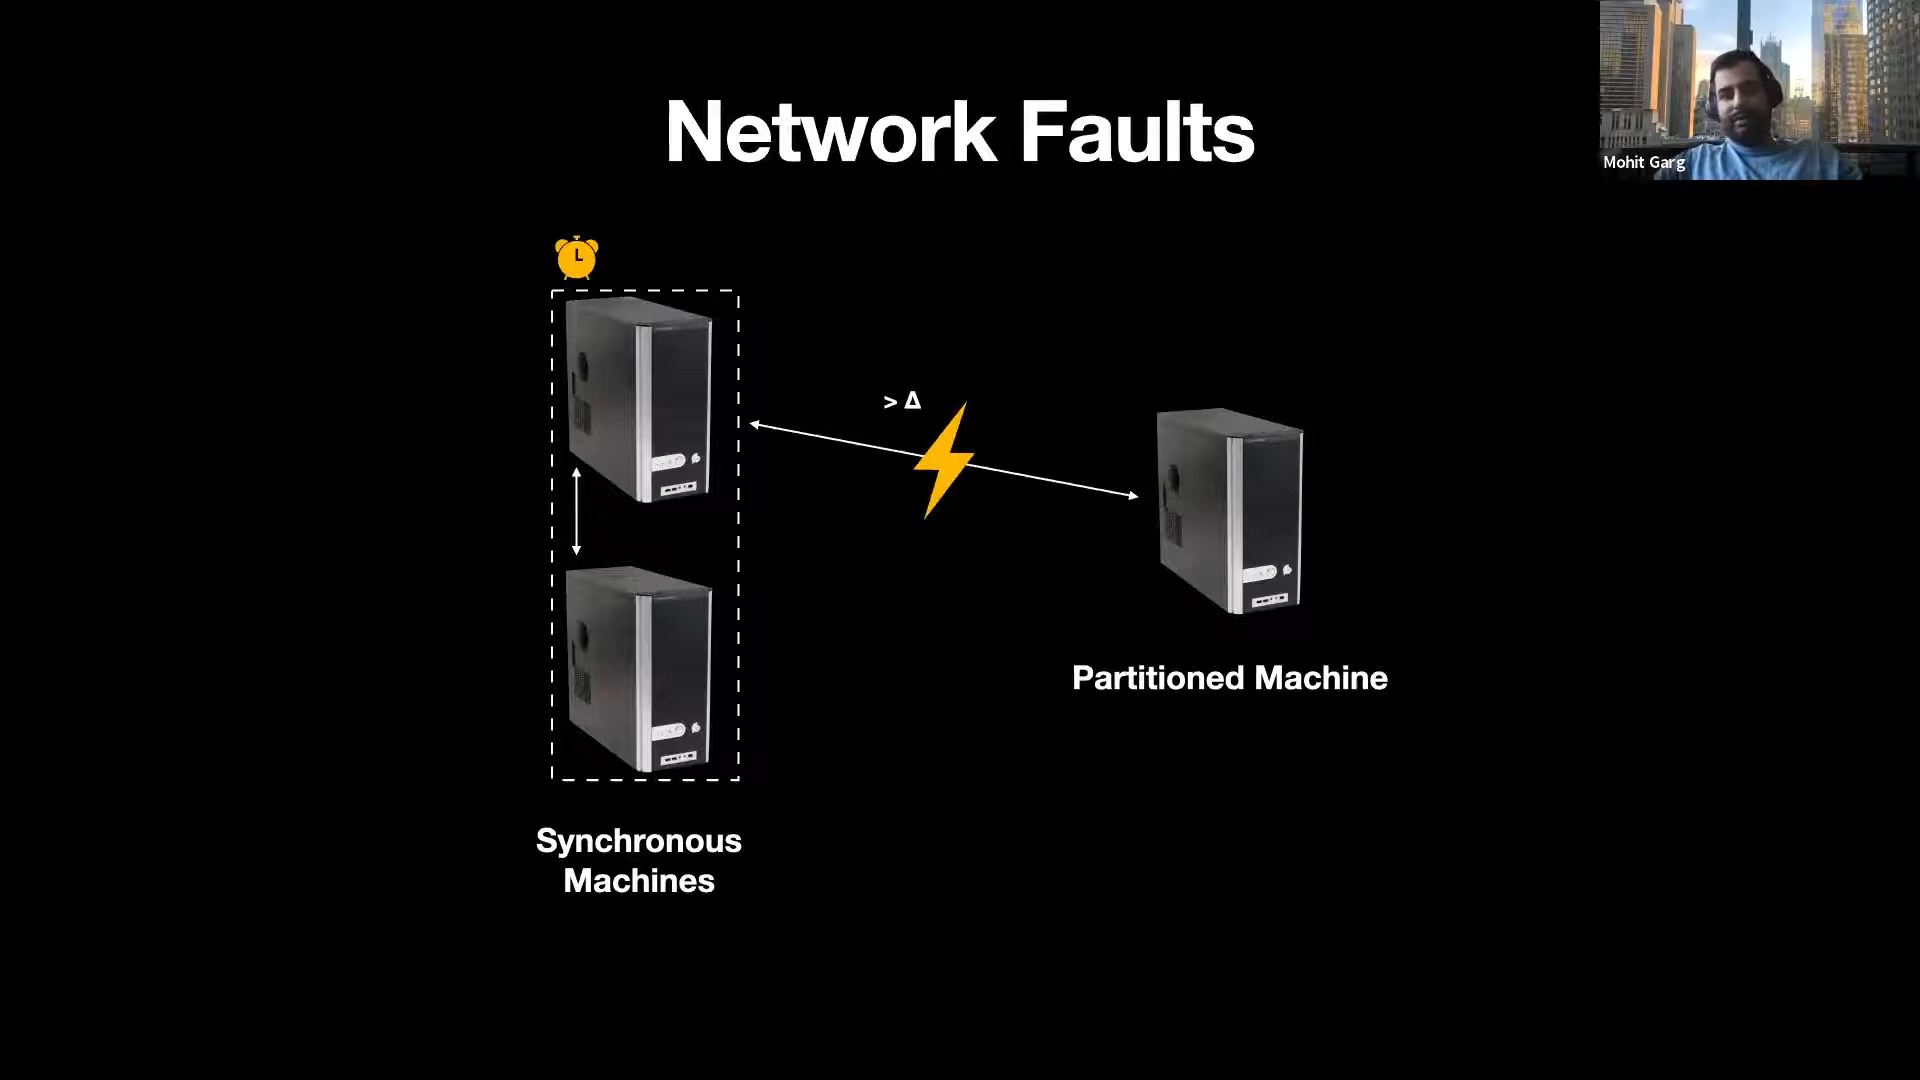 Network Faults
Mohit Garg
> Δ
Partitioned Machine
Synchronous
Machines